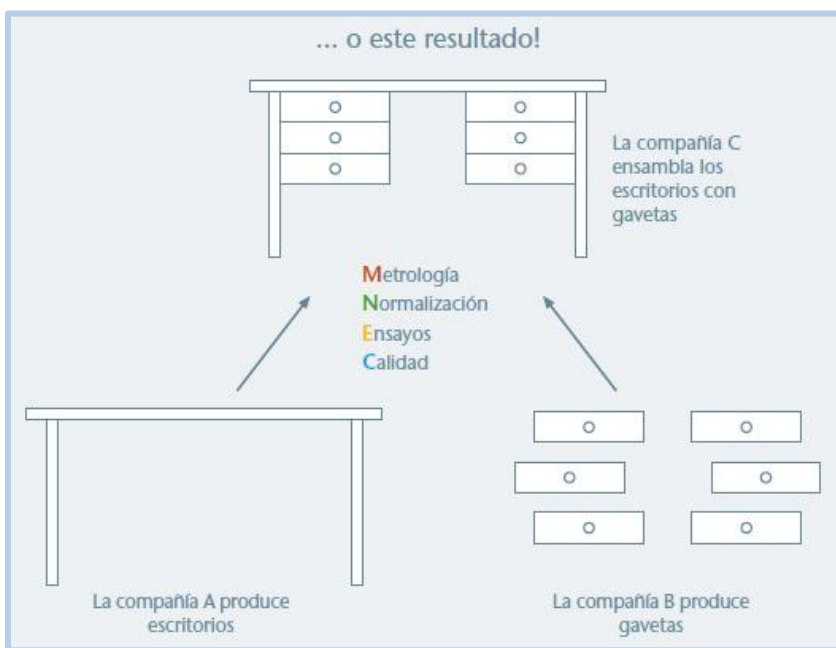 ... o este resultado!
La compañía C
ensambla los
escritorios con
gavetas
Metrología
Normalización
Ensayos
Calidad
La compañía A produce
escritorios
La compañía B produce
gavetas